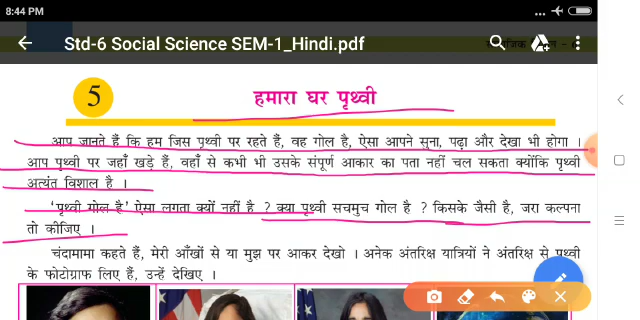 8:44 PM
Std-6 Social Science SEM-1_Hindi.pdf
5
हमारा घर पृथ्वी
आप जानते हैं कि हम जिस पृथ्वी पर रहते हैं, वह गोल है, ऐसा आपने सुना, पढ़ा और देखा भी होगा ।
आप पृथ्वी पर जहाँ खड़े हैं, वहाँ से कभी भी उसके संपूर्ण आकार का पता नहीं चल सकता क्योंकि पृथ्वी
अत्यंत विशाल है ।
'पृथ्वी गोल है' ऐसा लगता क्यों नहीं है ? क्या पृथ्वी सचमुच गोल है ? किसके जैसी है, जरा कल्पना
तो कीजिए ।
चंदामामा कहते हैं, मेरी आँखों से या मुझ पर आकर देखो । अनेक अंतरिक्ष यात्रियों ने अंतरिक्ष से पृथ्वी
के फोटोग्राफ लिए हैं, उन्हें देखिए ।